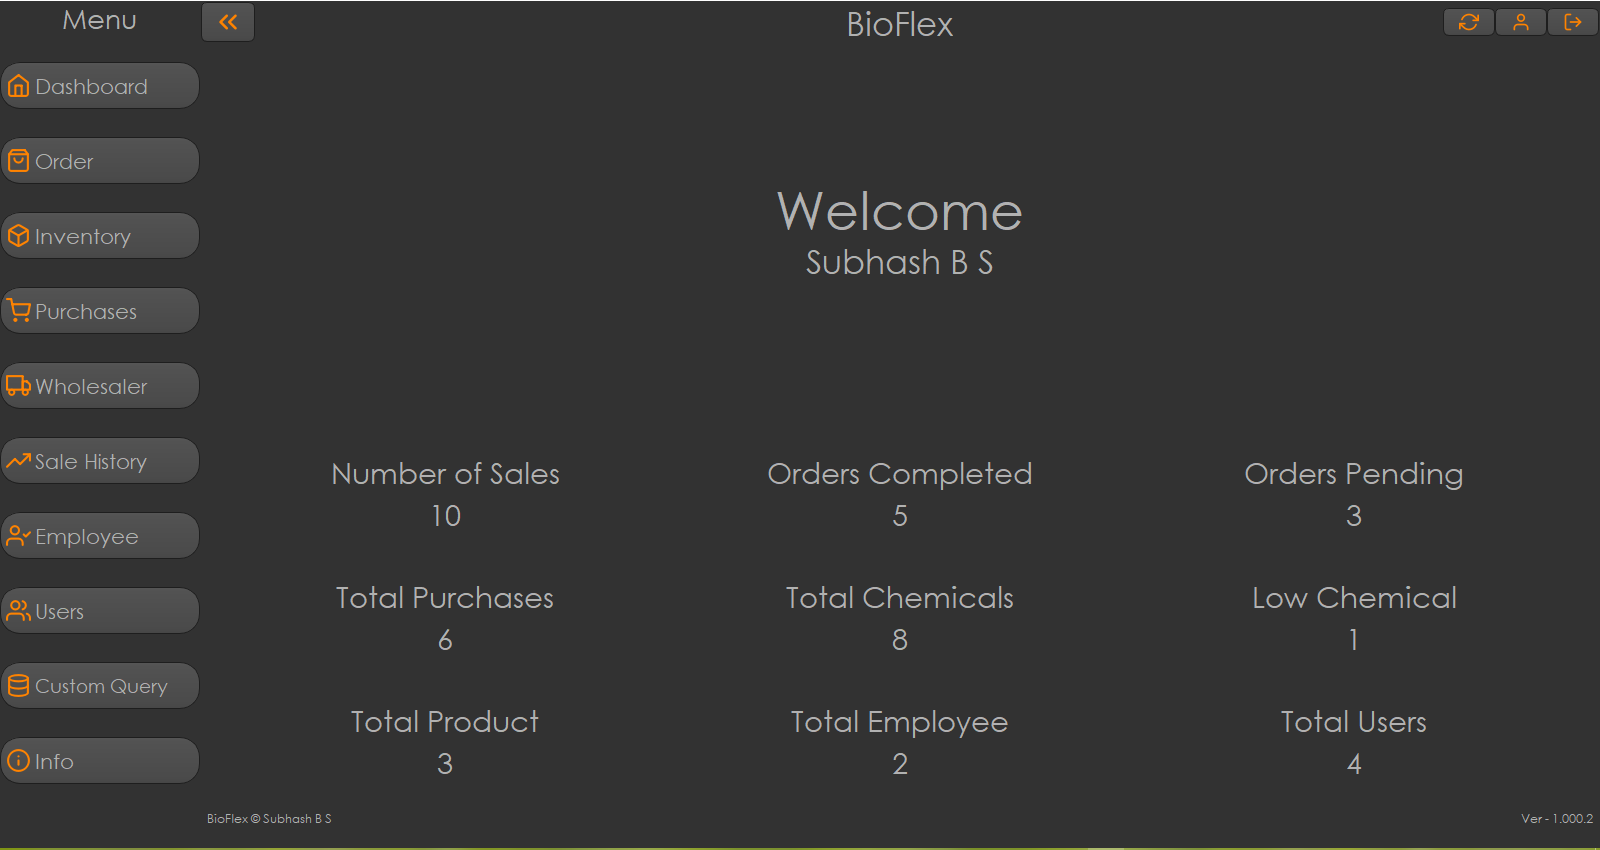 Menu
BioFlex
Dashboard
Order
Inventory
Purchases
Wholesaler
Sale History
Employee
Users
Custom Query
Info
Welcome
Subhash B S
Number of Sales
10
Orders Completed
5
Orders Pending
3
Total Purchases
6
Total Chemicals
8
Low Chemical
1
Total Product
3
Total Employee
2
Total Users
4
BioFlex © Subhash B S
Ver - 1.000.2